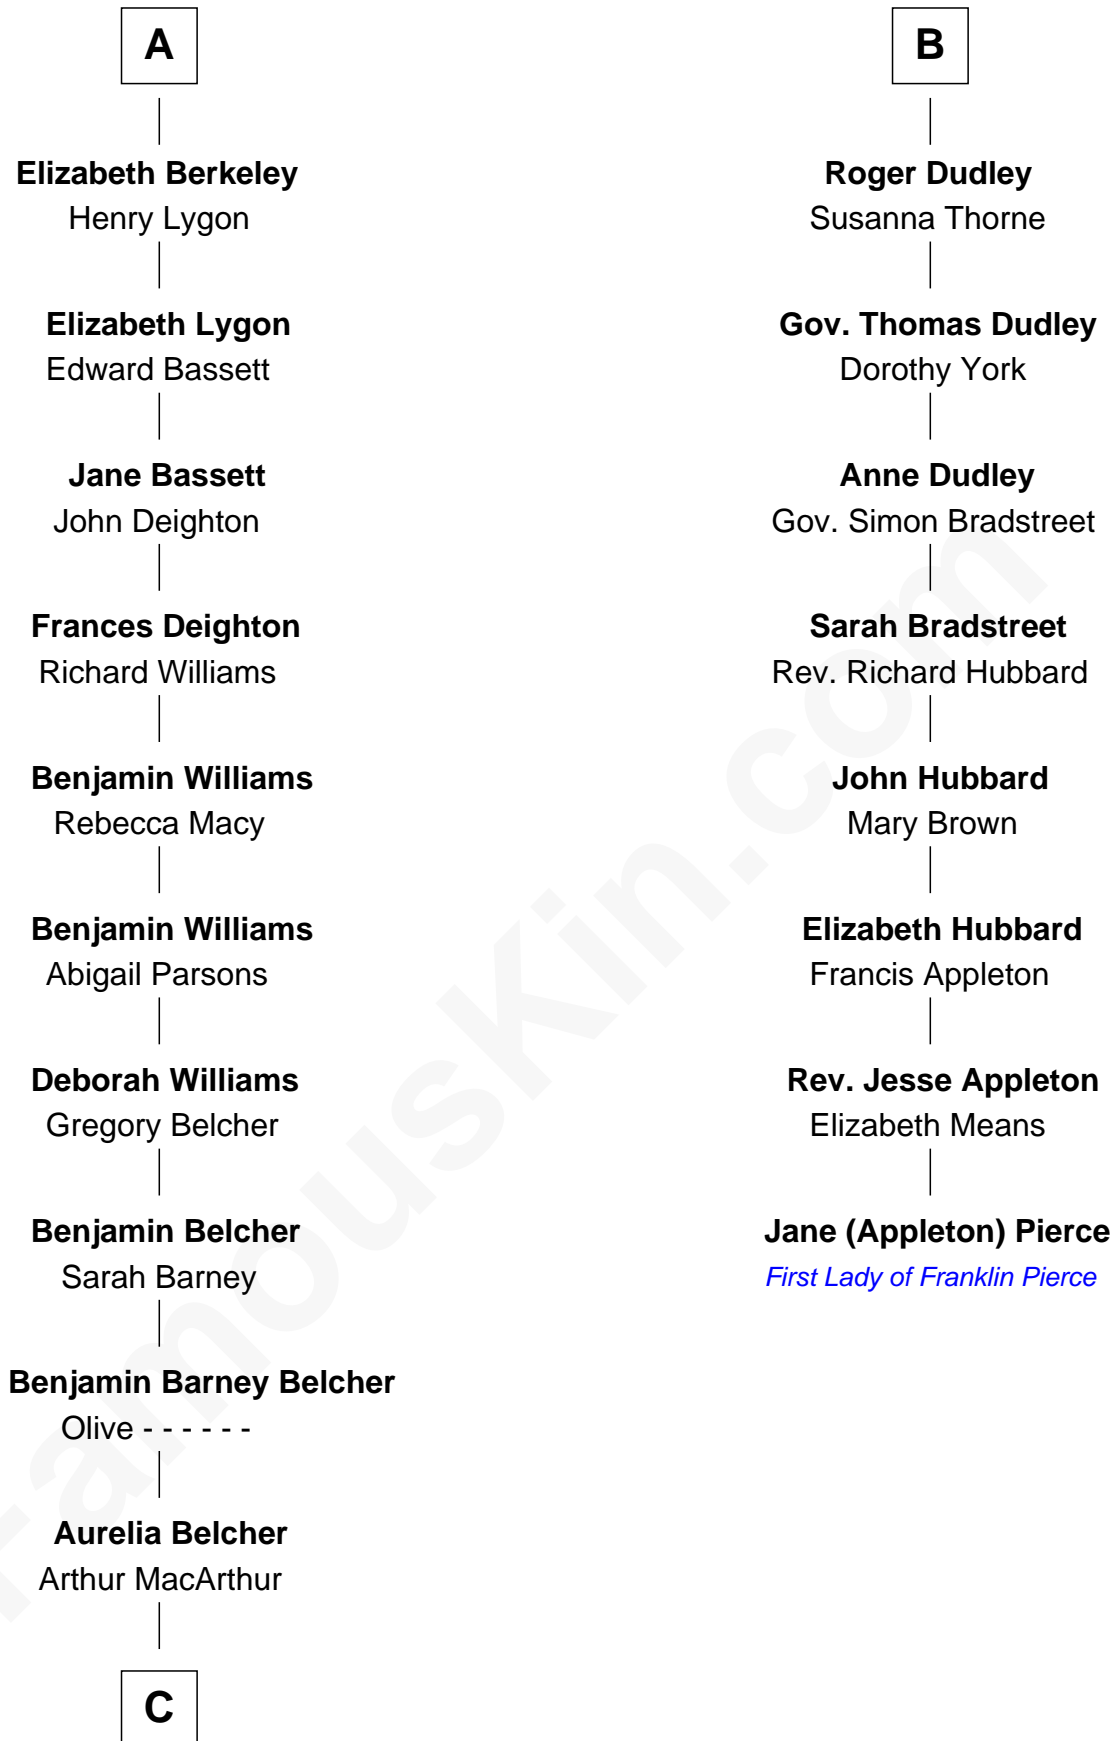 A
Elizabeth Berkeley
Henry Lygon
Elizabeth Lygon
Edward Bassett
Jane Bassett
John Deighton
Frances Deighton
Richard Williams
Benjamin Williams
Rebecca Macy
Benjamin Williams
Abigail Parsons
Deborah Williams
Gregory Belcher
Benjamin Belcher
Sarah Barney
Benjamin Barney Belcher
Olive - - - - - -
Aurelia Belcher
Arthur MacArthur
C
B
Roger Dudley
Susanna Thorne
Gov. Thomas Dudley
Dorothy York
Anne Dudley
Gov. Simon Bradstreet
Sarah Bradstreet
Rev. Richard Hubbard
John Hubbard
Mary Brown
Elizabeth Hubbard
Francis Appleton
Rev. Jesse Appleton
Elizabeth Means
Jane (Appleton) Pierce
First Lady of Franklin Pierce
FamousKin.com